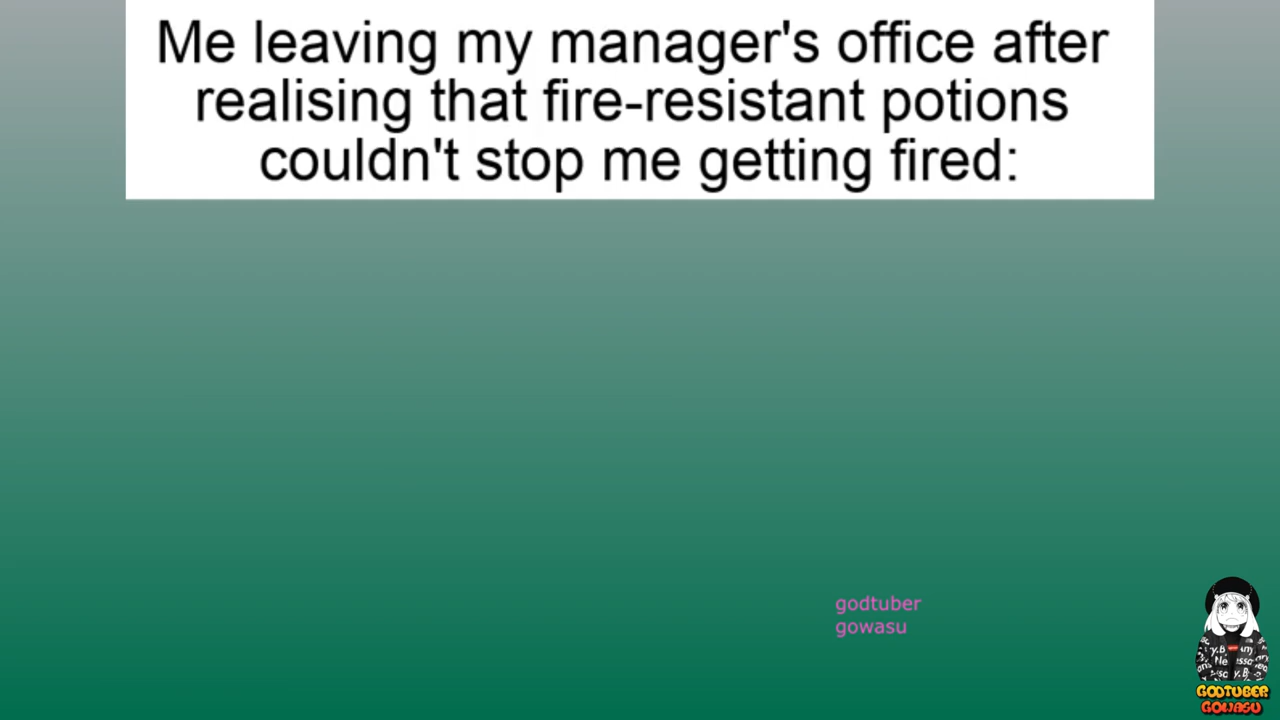 Me leaving my manager's office after
realising that fire-resistant potions
couldn't stop me getting fired:
godtuber
gowasu
GODTUBER
GOWASU